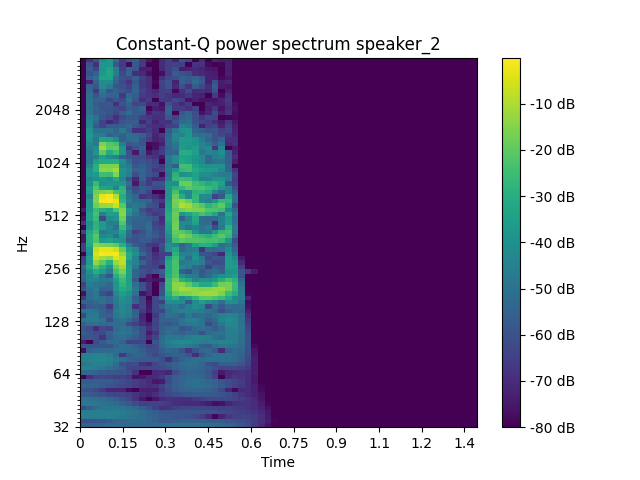 Constant-Q power spectrum speaker_2
Hz
2048
1024
512
256
128
64
32
0 0.15 0.3 0.45 0.6 0.75 0.9 1.1 1.2 1.4
Time
-10 dB
-20 dB
-30 dB
-40 dB
-50 dB
-60 dB
-70 dB
-80 dB